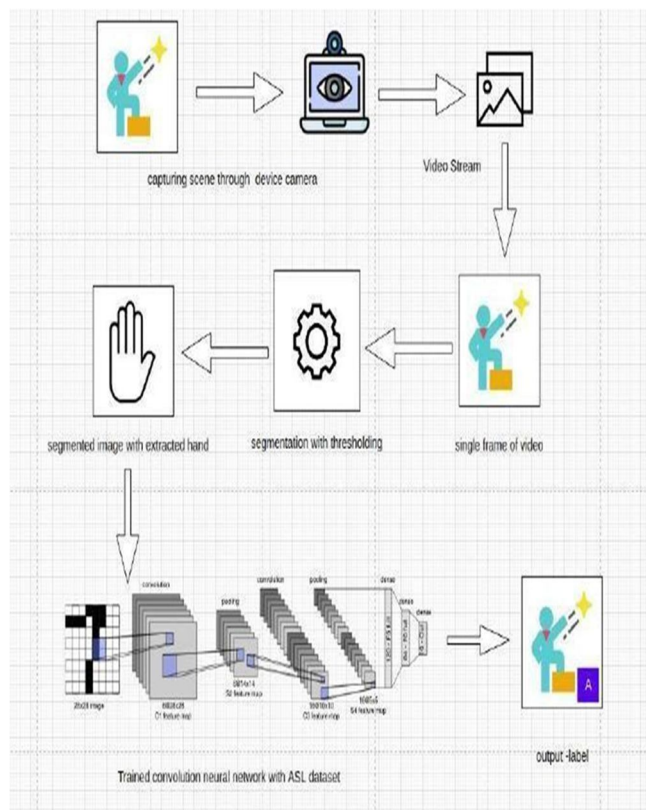 capturing scene through device camera
Video Stream
segmented image with extracted hand
segmentation with thresholding
single frame of video
convolution
pooling
convolution
pooling
dense
dense
dense
28x28 image
C1 feature map
S2 feature map
C3 feature map
S4 feature map
A
output -label
Trained convolution neural network with ASL dataset